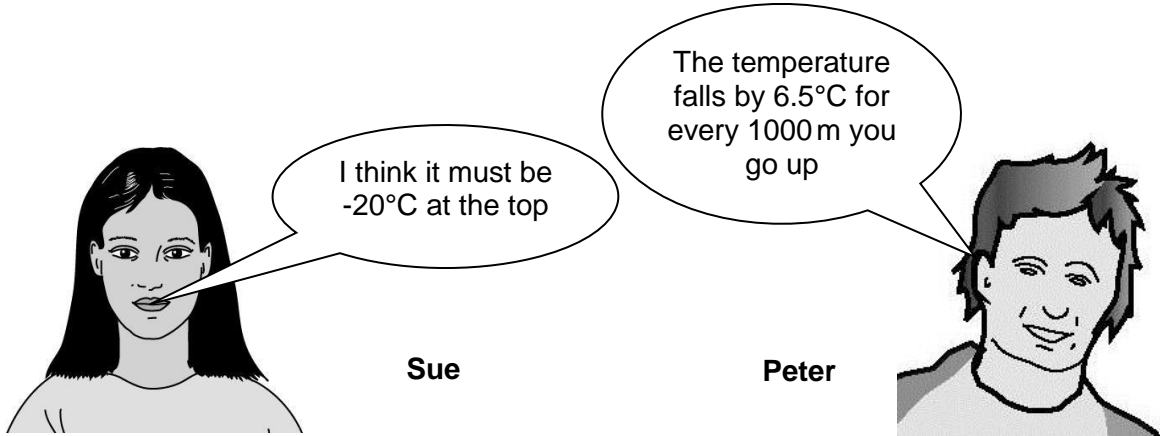 I think it must be
-20°C at the top
The temperature
falls by 6.5°C for
every 1000 m you
go up
Sue
Peter